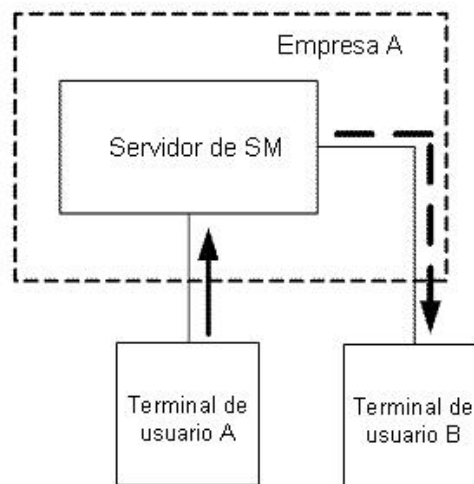 Empresa A
Servidor de SM
Terminal de
usuario A
Terminal de
usuario B